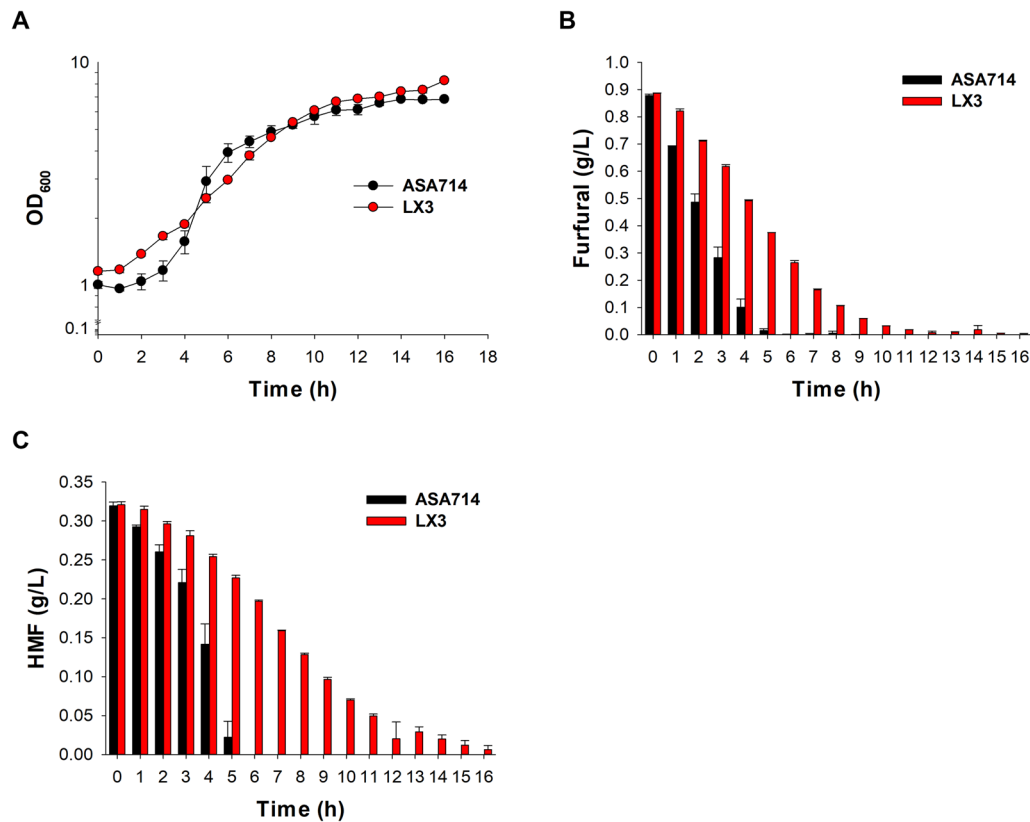 A
10
1
0.1
OD600
ASA714
LX3
0 2 4 6 8 10 12 14 16 18
Time (h)
B
1.0
0.9
0.8
0.7
0.6
0.5
0.4
0.3
0.2
0.1
0.0
Furfural (g/L)
ASA714
LX3
0 1 2 3 4 5 6 7 8 9 10 11 12 13 14 15 16
Time (h)
C
0.35
0.30
0.25
0.20
0.15
0.10
0.05
0.00
HMF (g/L)
ASA714
LX3
0 1 2 3 4 5 6 7 8 9 10 11 12 13 14 15 16
Time (h)